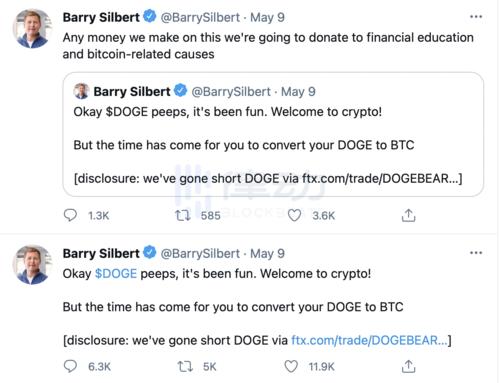 Barry Silbert @BarrySilbert · May 9
Any money we make on this we're going to donate to financial education
and bitcoin-related causes
Barry Silbert @BarrySilbert · May 9
Okay $DOGE peeps, it's been fun. Welcome to crypto!
But the time has come for you to convert your DOGE to BTC
[disclosure: we've gone short DOGE via ftx.com/trade/DOGEBEAR...]
律动
BLOCKBEATS
1.3K 585 3.6K
Barry Silbert @BarrySilbert · May 9
Okay $DOGE peeps, it's been fun. Welcome to crypto!
But the time has come for you to convert your DOGE to BTC
[disclosure: we've gone short DOGE via ftx.com/trade/DOGEBEAR...]
6.3K 5K 11.9K